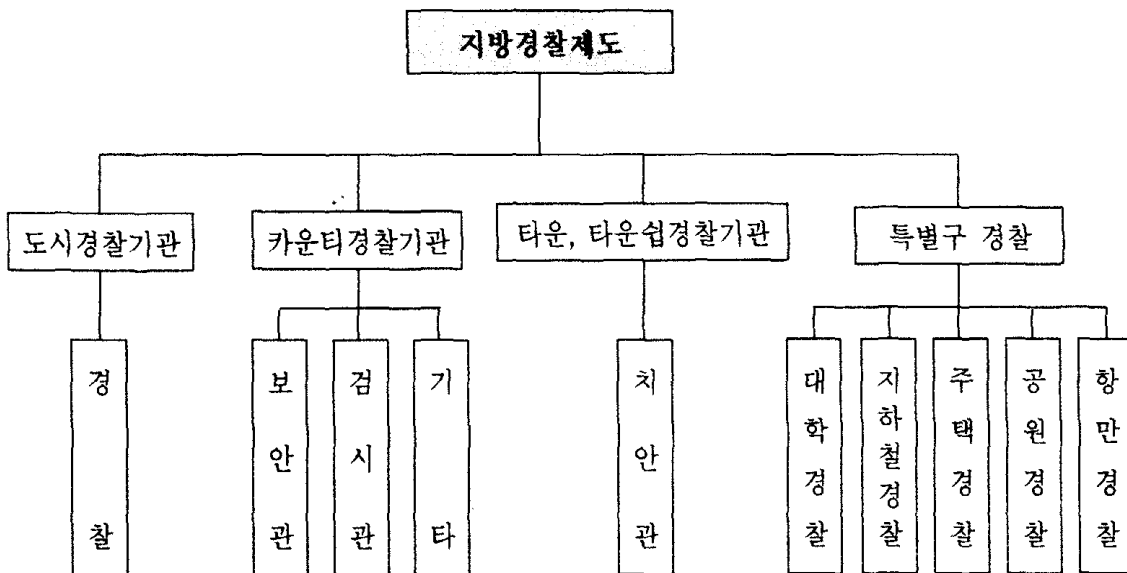 지방경찰제도
도시경찰기관
카운티경찰기관
타운, 타운쉽경찰기관
특별구 경찰
경찰
보안관
검시관
기타
치안관
대학경찰
지하철경찰
주택경찰
공원경찰
항만경찰